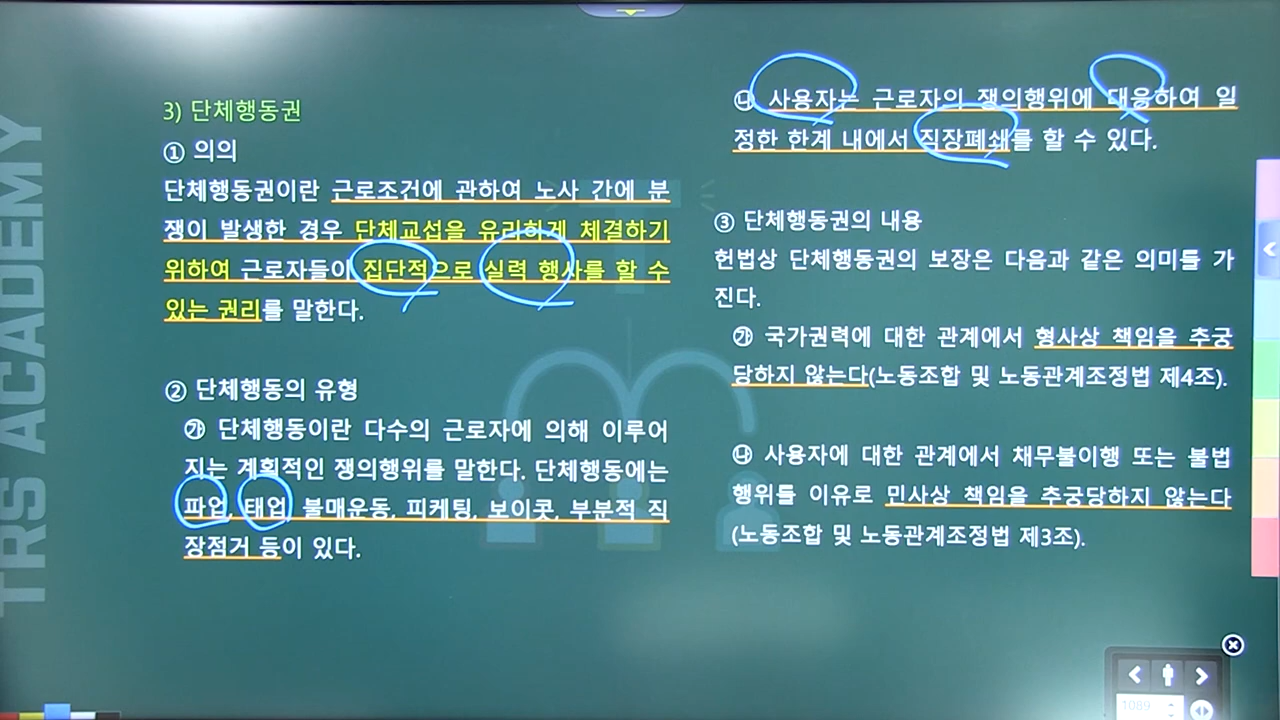 3) 단체행동권
① 의의
단체행동권이란 근로조건에 관하여 노사 간에 분
쟁이 발생한 경우 단체교섭을 유리하게 체결하기
위하여 근로자들이 집단적으로 실력 행사를 할 수
있는 권리를 말한다.
② 단체행동의 유형
㉮ 단체행동이란 다수의 근로자에 의해 이루어
지는 계획적인 쟁의행위를 말한다. 단체행동에는
파업, 태업, 불매운동, 피케팅, 보이콧, 부분적 직
장점거 등이 있다.
㉯ 사용자는 근로자의 쟁의행위에 대응하여 일
정한 한계 내에서 직장폐쇄를 할 수 있다.
③ 단체행동권의 내용
헌법상 단체행동권의 보장은 다음과 같은 의미를 가
진다.
㉮ 국가권력에 대한 관계에서 형사상 책임을 추궁
당하지 않는다(노동조합 및 노동관계조정법 제4조).
㉯ 사용자에 대한 관계에서 채무불이행 또는 불법
행위를 이유로 민사상 책임을 추궁당하지 않는다
(노동조합 및 노동관계조정법 제3조).
TRS ACADEMY
1089